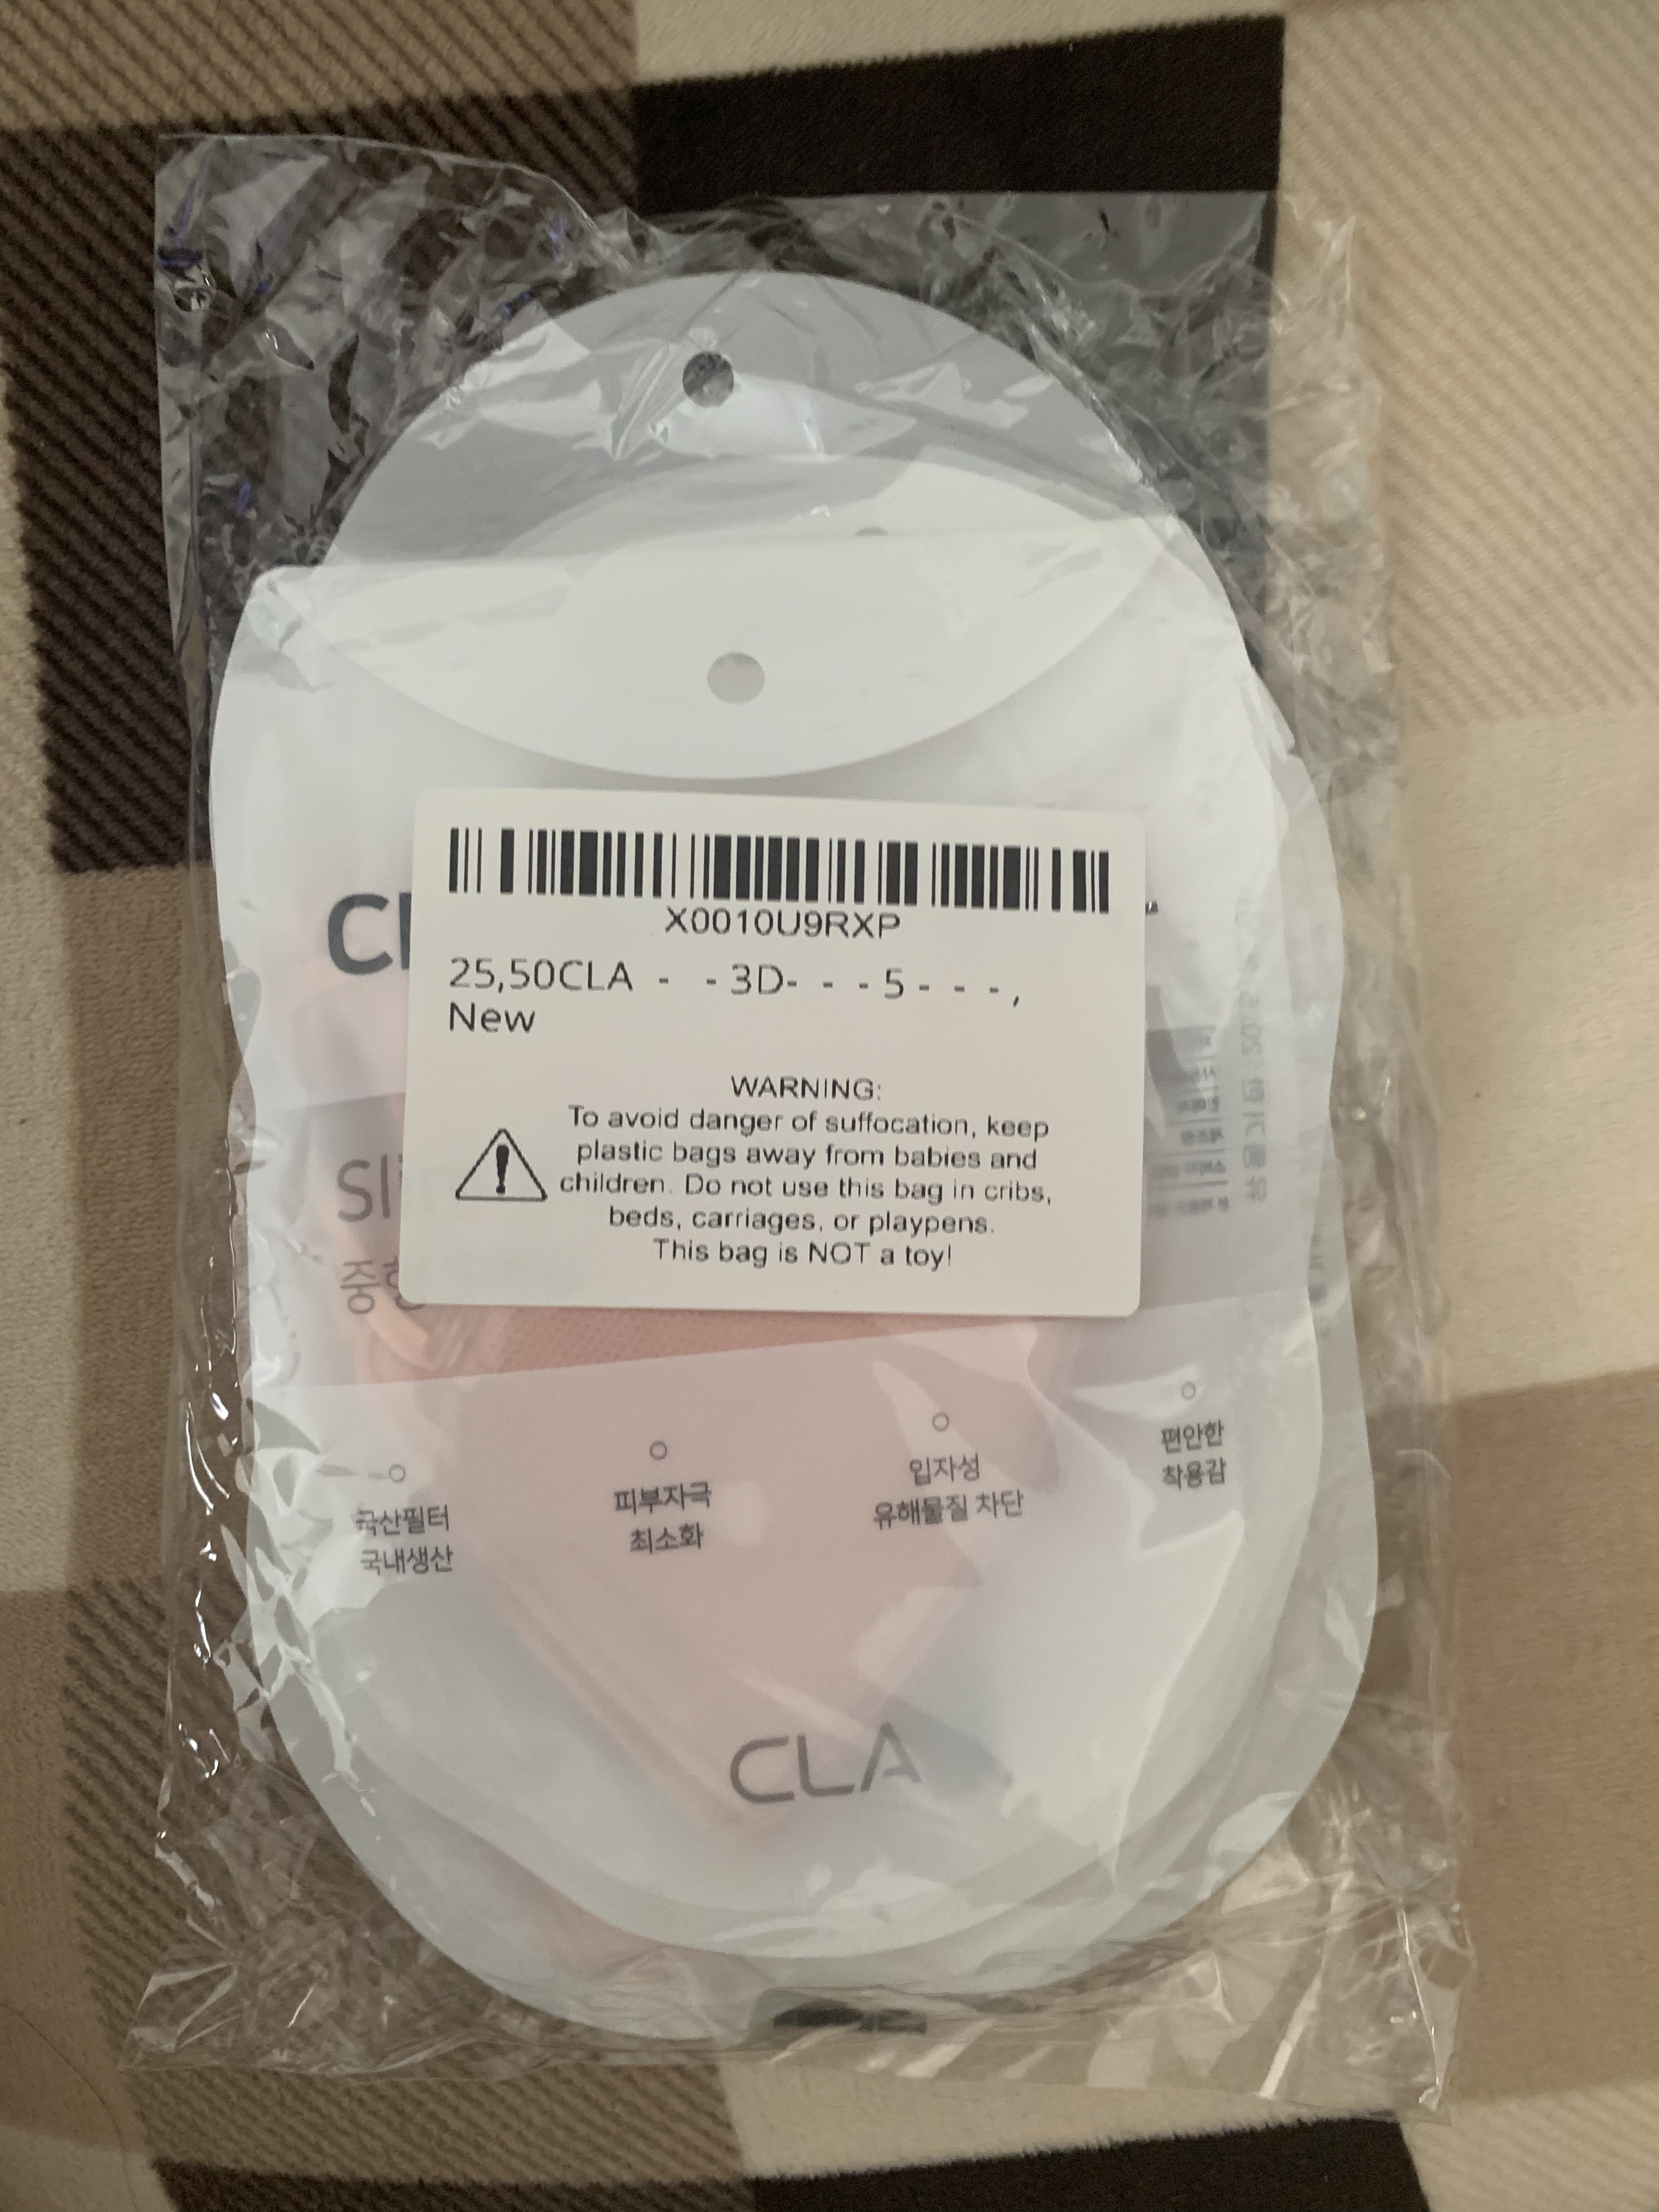 X0010U9RXP
25,50CLA - -3D- - -5- - -,
New
WARNING:
To avoid danger of suffocation, keep
plastic bags away from babies and
children. Do not use this bag in cribs,
beds, carriages, or playpens.
This bag is NOT a toy!
국산필터
국내생산
피부자극
최소화
입자성
유해물질 차단
편안한
착용감
CLA